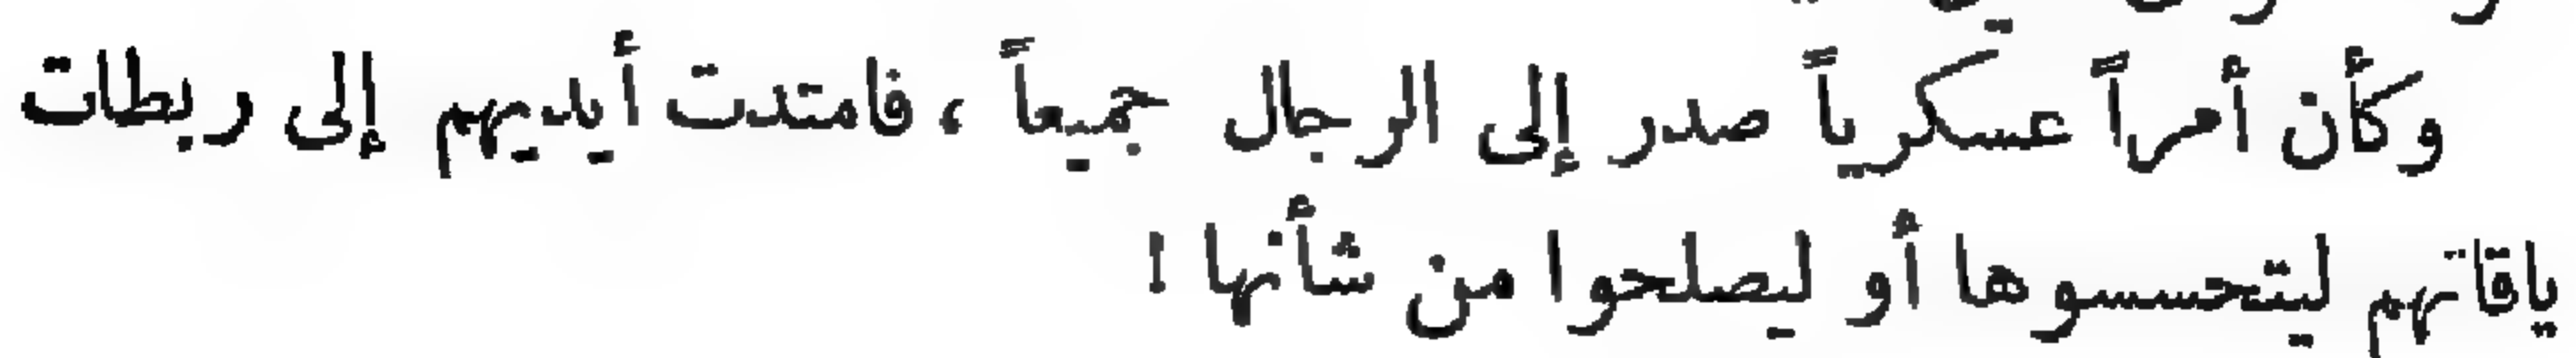 وكأن أمراً عسكرياً صدر إلى الرجال جميعاً ، فامتدت أيديهم إلى ربطات
ياقاتهم ليتحسسوها أو ليصلحوا من شأنها !